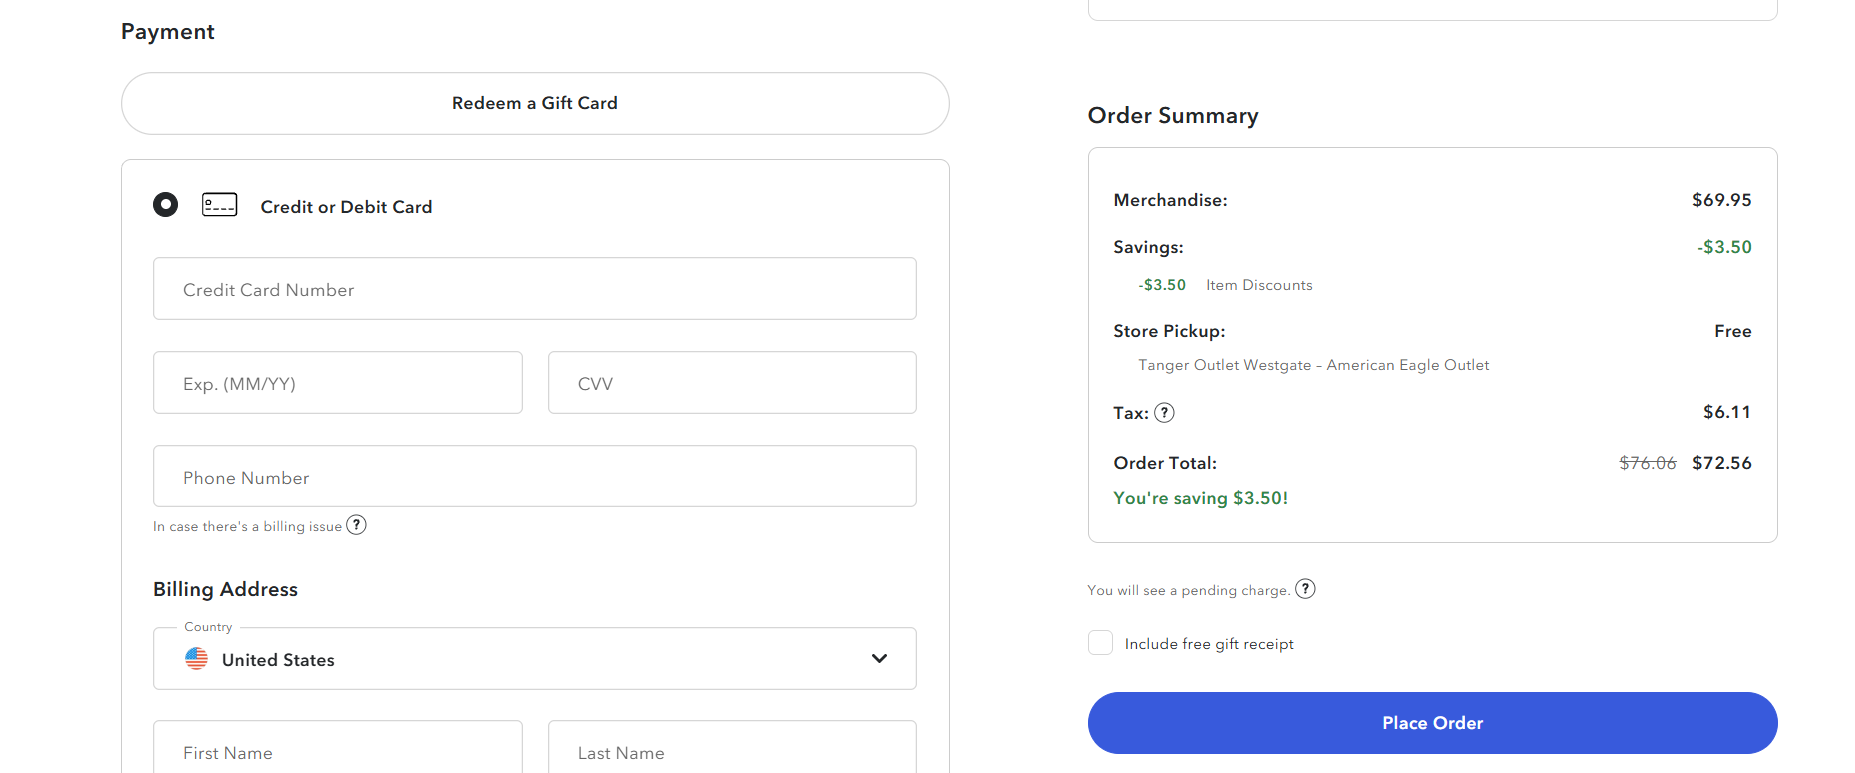 Payment
Redeem a Gift Card
Credit or Debit Card
Credit Card Number
Exp. (MM/YY)
CVV
Phone Number
In case there's a billing issue ?
Billing Address
Country
United States
First Name
Last Name
Order Summary
Merchandise: $69.95
Savings: -$3.50
-$3.50 Item Discounts
Store Pickup: Free
Tanger Outlet Westgate – American Eagle Outlet
Tax: ? $6.11
Order Total: $76.06 $72.56
You're saving $3.50!
You will see a pending charge. ?
Include free gift receipt
Place Order